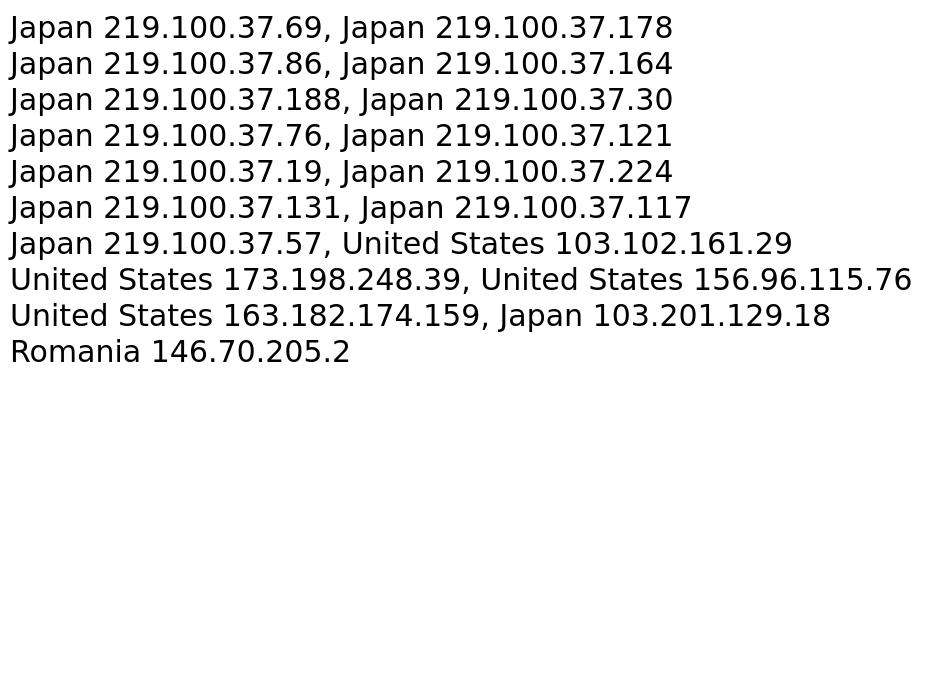 Japan 219.100.37.69, Japan 219.100.37.178
Japan 219.100.37.86, Japan 219.100.37.164
Japan 219.100.37.188, Japan 219.100.37.30
Japan 219.100.37.76, Japan 219.100.37.121
Japan 219.100.37.19, Japan 219.100.37.224
Japan 219.100.37.131, Japan 219.100.37.117
Japan 219.100.37.57, United States 103.102.161.29
United States 173.198.248.39, United States 156.96.115.76
United States 163.182.174.159, Japan 103.201.129.18
Romania 146.70.205.2